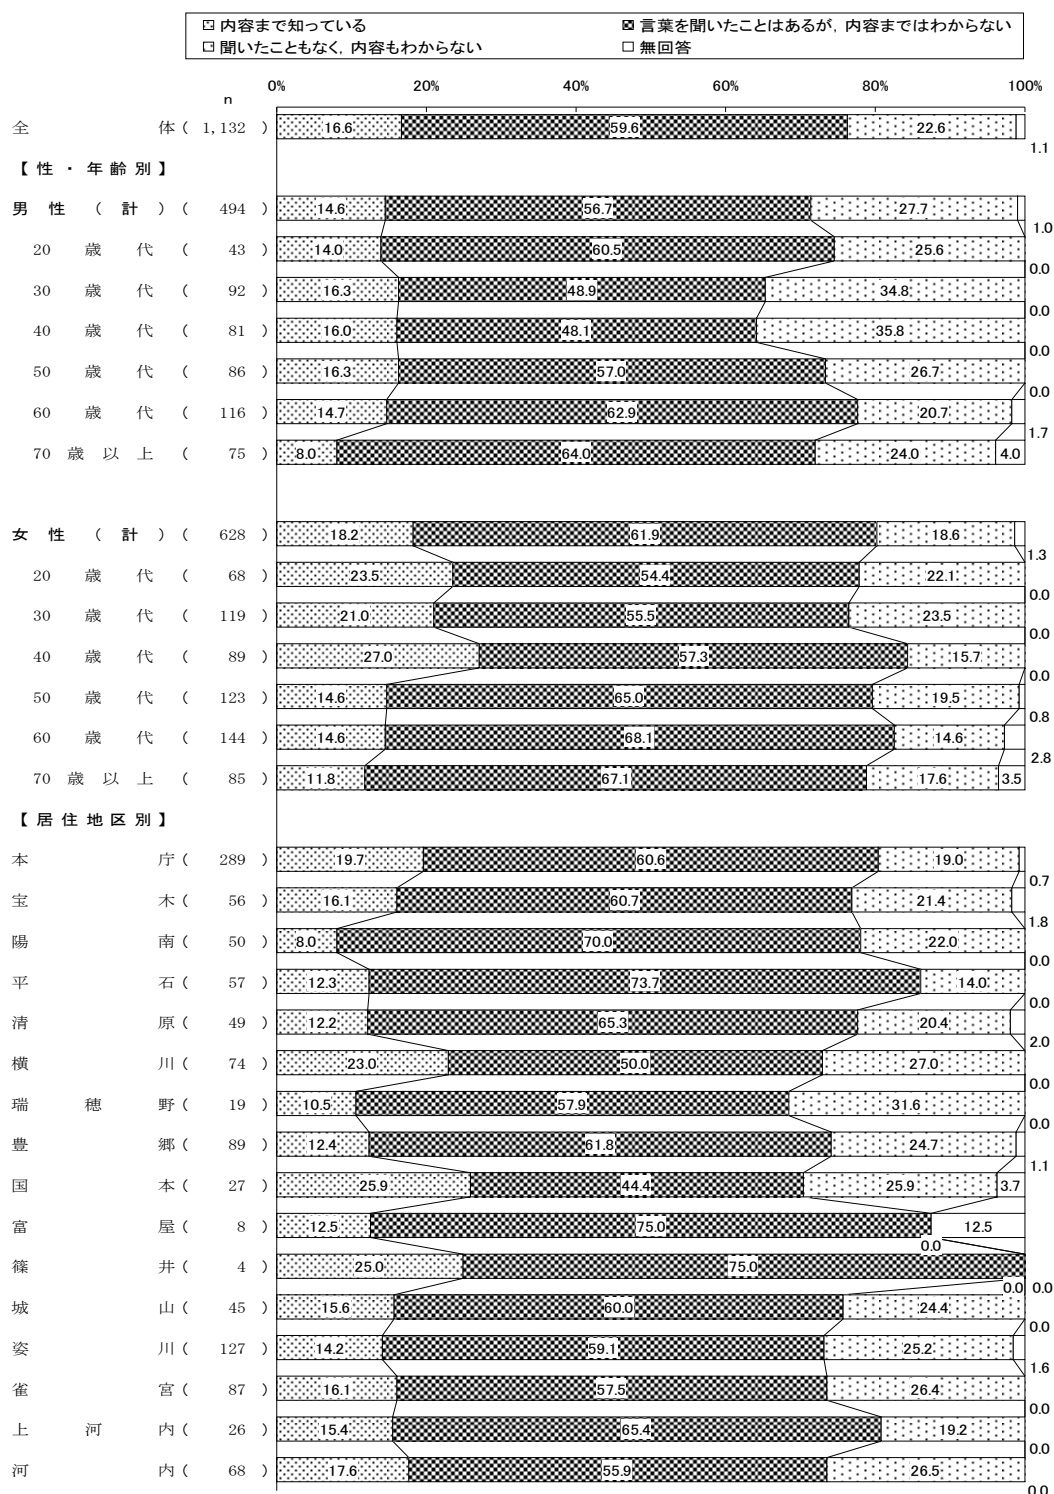 内容まで知っている 言葉を聞いたことはあるが，内容まではわからない
聞いたこともなく，内容もわからない 無回答
0% 20% 40% 60% 80% 100%
n
全体 ( 1,132 ) 16.6 59.6 22.6 1.1
【性・年齢別】
男性（計） ( 494 ) 14.6 56.7 27.7 1.0
20歳代 ( 43 ) 14.0 60.5 25.6 0.0
30歳代 ( 92 ) 16.3 48.9 34.8 0.0
40歳代 ( 81 ) 16.0 48.1 35.8 0.0
50歳代 ( 86 ) 16.3 57.0 26.7 0.0
60歳代 ( 116 ) 14.7 62.9 20.7 1.7
70歳以上 ( 75 ) 8.0 64.0 24.0 4.0
女性（計） ( 628 ) 18.2 61.9 18.6 1.3
20歳代 ( 68 ) 23.5 54.4 22.1 0.0
30歳代 ( 119 ) 21.0 55.5 23.5 0.0
40歳代 ( 89 ) 27.0 57.3 15.7 0.0
50歳代 ( 123 ) 14.6 65.0 19.5 0.8
60歳代 ( 144 ) 14.6 68.1 14.6 2.8
70歳以上 ( 85 ) 11.8 67.1 17.6 3.5
【居住地区別】
本庁 ( 289 ) 19.7 60.6 19.0 0.7
宝木 ( 56 ) 16.1 60.7 21.4 1.8
陽南 ( 50 ) 8.0 70.0 22.0 0.0
平石 ( 57 ) 12.3 73.7 14.0 0.0
清原 ( 49 ) 12.2 65.3 20.4 2.0
横川 ( 74 ) 23.0 50.0 27.0 0.0
瑞穂野 ( 19 ) 10.5 57.9 31.6 0.0
豊郷 ( 89 ) 12.4 61.8 24.7 1.1
国本 ( 27 ) 25.9 44.4 25.9 3.7
富屋 ( 8 ) 12.5 75.0 0.0 12.5
篠井 ( 4 ) 25.0 75.0 0.0 0.0
城山 ( 45 ) 15.6 60.0 24.4 0.0
姿川 ( 127 ) 14.2 59.1 25.2 1.6
雀宮 ( 87 ) 16.1 57.5 26.4 0.0
上河内 ( 26 ) 15.4 65.4 19.2 0.0
河内 ( 68 ) 17.6 55.9 26.5 0.0